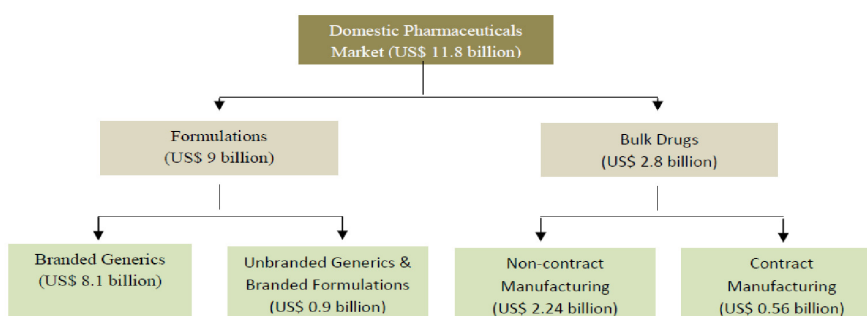 Domestic Pharmaceuticals
Market (US$ 11.8 billion)
Formulations
(US$ 9 billion)
Bulk Drugs
(US$ 2.8 billion)
Branded Generics
(US$ 8.1 billion)
Unbranded Generics &
Branded Formulations
(US$ 0.9 billion)
Non-contract
Manufacturing
(US$ 2.24 billion)
Contract
Manufacturing
(US$ 0.56 billion)